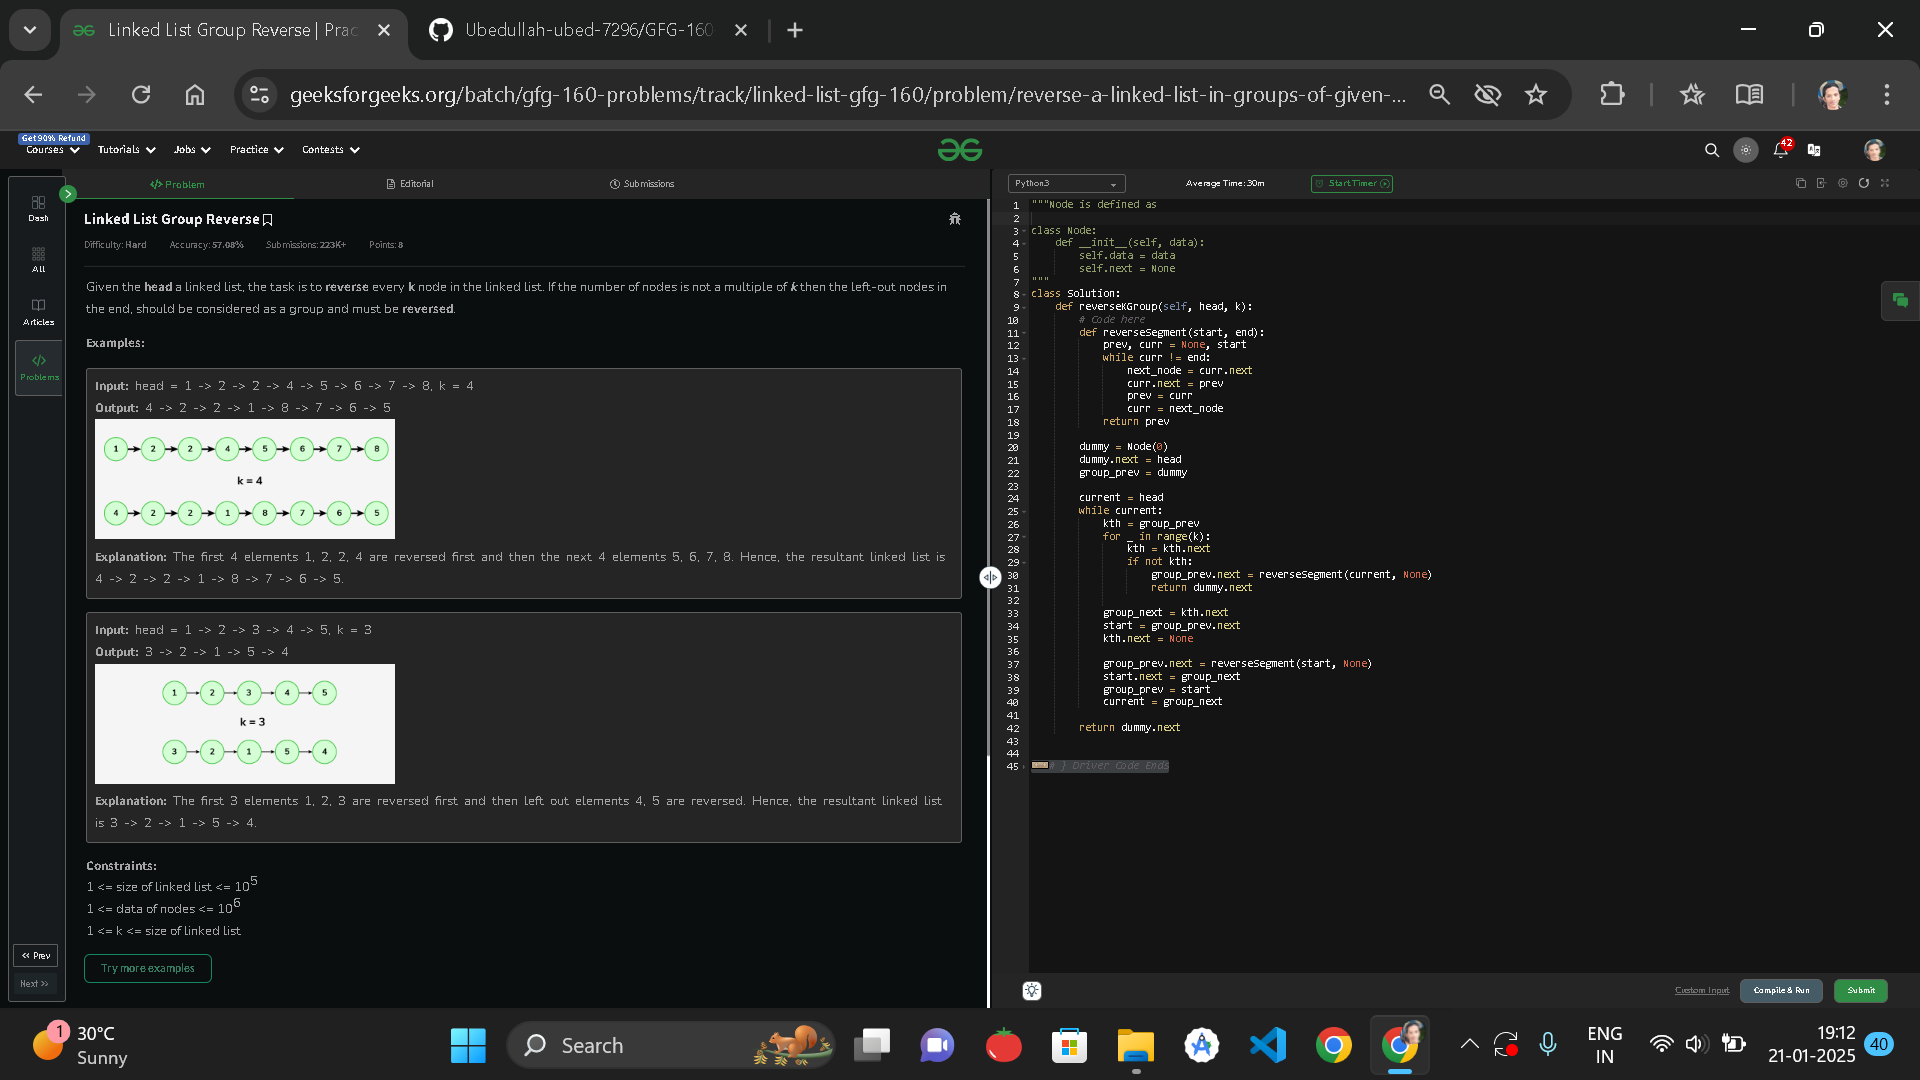 Linked List Group Reverse | Prac
Ubedullah-ubed-7296/GFG-160
geeksforgeeks.org/batch/gfg-160-problems/track/linked-list-gfg-160/problem/reverse-a-linked-list-in-groups-of-given-...
Get 90% Refund
Courses Tutorials Jobs Practice Contests
42
Dash
All
Articles
Problems
<< Prev
Next >>
</> Problem Editorial Submissions
Linked List Group Reverse
Difficulty: Hard Accuracy: 57.08% Submissions: 223K+ Points: 8
Given the head a linked list, the task is to reverse every k node in the linked list. If the number of nodes is not a multiple of k then the left-out nodes in
the end, should be considered as a group and must be reversed.
Examples:
Input: head = 1 -> 2 -> 2 -> 4 -> 5 -> 6 -> 7 -> 8, k = 4
Output: 4 -> 2 -> 2 -> 1 -> 8 -> 7 -> 6 -> 5
1 2 2 4 5 6 7 8
k = 4
4 2 2 1 8 7 6 5
Explanation: The first 4 elements 1, 2, 2, 4 are reversed first and then the next 4 elements 5, 6, 7, 8. Hence, the resultant linked list is
4 -> 2 -> 2 -> 1 -> 8 -> 7 -> 6 -> 5.
Input: head = 1 -> 2 -> 3 -> 4 -> 5, k = 3
Output: 3 -> 2 -> 1 -> 5 -> 4
1 2 3 4 5
k = 3
3 2 1 5 4
Explanation: The first 3 elements 1, 2, 3 are reversed first and then left out elements 4, 5 are reversed. Hence, the resultant linked list
is 3 -> 2 -> 1 -> 5 -> 4.
Constraints:
1 <= size of linked list <= 10^5
1 <= data of nodes <= 10^6
1 <= k <= size of linked list
Try more examples
Python3 Average Time: 30m Start Timer
1 """Node is defined as
2
3 class Node:
4     def __init__(self, data):
5         self.data = data
6         self.next = None
7 """
8 class Solution:
9     def reverseKGroup(self, head, k):
10         # Code here
11         def reverseSegment(start, end):
12             prev, curr = None, start
13             while curr != end:
14                 next_node = curr.next
15                 curr.next = prev
16                 prev = curr
17                 curr = next_node
18             return prev
19
20         dummy = Node(0)
21         dummy.next = head
22         group_prev = dummy
23
24         current = head
25         while current:
26             kth = group_prev
27             for _ in range(k):
28                 kth = kth.next
29                 if not kth:
30                     group_prev.next = reverseSegment(current, None)
31                     return dummy.next
32
33             group_next = kth.next
34             start = group_prev.next
35             kth.next = None
36
37             group_prev.next = reverseSegment(start, None)
38             start.next = group_next
39             group_prev = start
40             current = group_next
41
42         return dummy.next
43
44
45 # } Driver Code Ends
Custom Input Compile & Run Submit
1
30°C
Sunny
Search
ENG
IN
19:12
21-01-2025
40